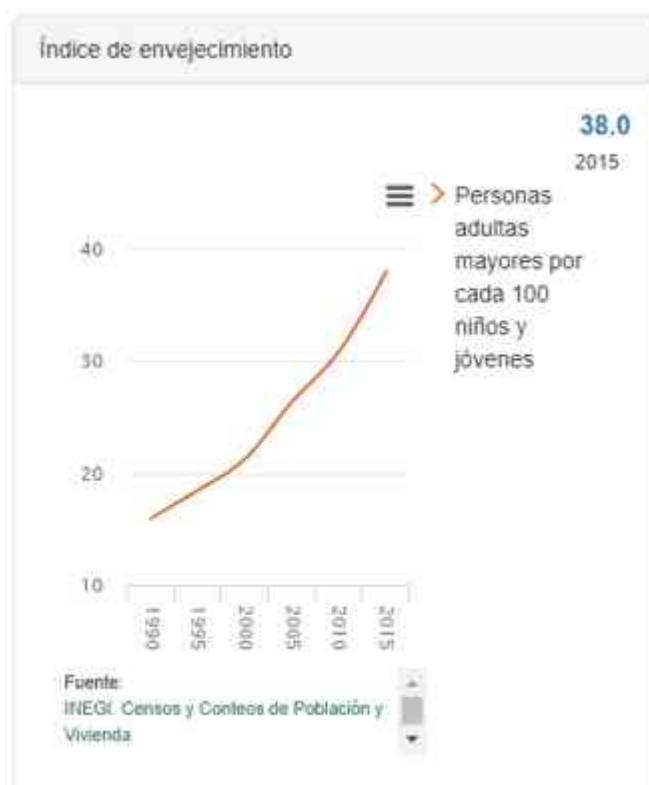 Índice de envejecimiento
38.0
2015
Personas
adultas
mayores por
cada 100
niños y
jóvenes
40
30
20
10
1990
1995
2000
2005
2010
2015
Fuente:
INEGI. Censos y Conteos de Población y
Vivienda